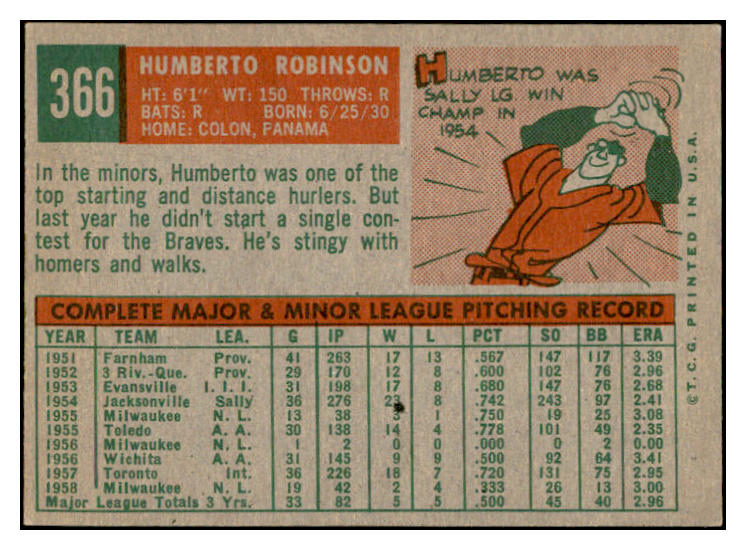 366
HUMBERTO ROBINSON
HT: 6'1" WT: 150 THROWS: R
BATS: R BORN: 6/25/30
HOME: COLON, PANAMA
HUMBERTO WAS
SALLY LG. WIN
CHAMP IN
1954
In the minors, Humberto was one of the
top starting and distance hurlers. But
last year he didn't start a single con-
test for the Braves. He's stingy with
homers and walks.
COMPLETE MAJOR & MINOR LEAGUE PITCHING RECORD
YEAR TEAM LEA. G IP W L PCT SO BB ERA
1951 Farnham Prov. 41 263 17 13 .567 147 117 3.39
1952 3 Riv.-Que. Prov. 29 170 12 8 .600 102 76 2.96
1953 Evansville I. I. I. 31 198 17 8 .680 147 76 2.68
1954 Jacksonville Sally 36 276 23 8 .742 243 97 2.41
1955 Milwaukee N. L. 13 38 3 1 .750 19 25 3.08
1955 Toledo A. A. 30 138 14 4 .778 101 49 2.35
1956 Milwaukee N. L. 1 2 0 0 .000 0 2 0.00
1956 Wichita A. A. 31 145 9 9 .500 92 64 3.41
1957 Toronto Int. 36 226 18 7 .720 131 75 2.95
1958 Milwaukee N. L. 19 42 2 4 .333 26 13 3.00
Major League Totals 3 Yrs. 33 82 5 5 .500 45 40 2.96
© T. C. G. PRINTED IN U.S.A.